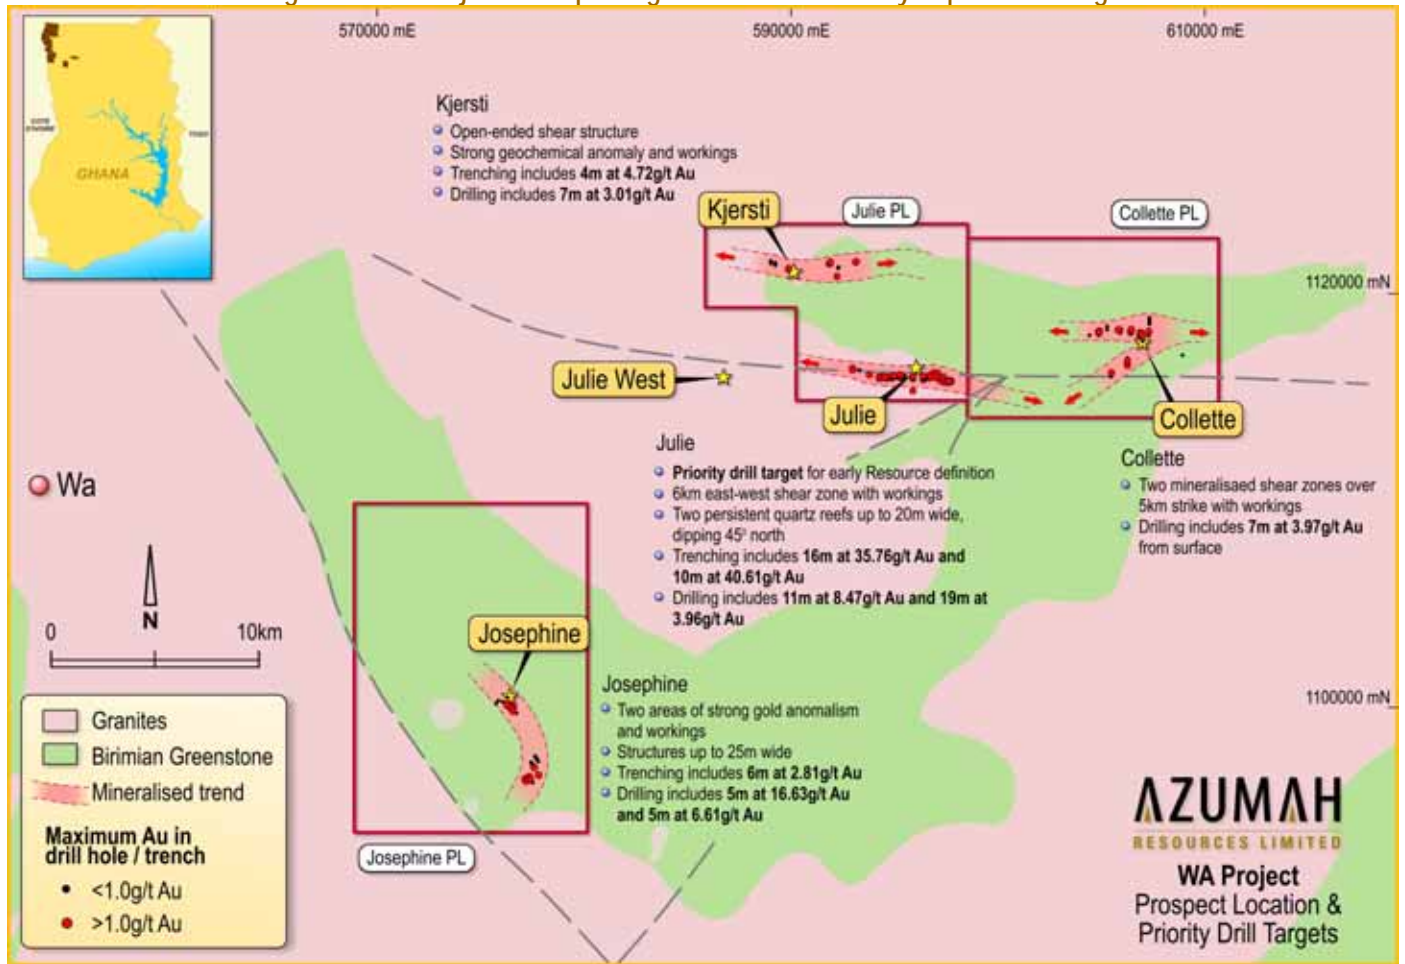 570000 mE
590000 mE
610000 mE
GHANA
Kjersti
Open-ended shear structure
Strong geochemical anomaly and workings
Trenching includes 4m at 4.72g/t Au
Drilling includes 7m at 3.01g/t Au
Kjersti
Julie PL
Collette PL
1120000 mN
Julie West
Julie
Collette
Julie
Priority drill target for early Resource definition
6km east-west shear zone with workings
Two persistent quartz reefs up to 20m wide,
dipping 45° north
Trenching includes 16m at 35.76g/t Au and
10m at 40.61g/t Au
Drilling includes 11m at 8.47g/t Au and 19m at
3.96g/t Au
Collette
Two mineralisaed shear zones over
5km strike with workings
Drilling includes 7m at 3.97g/t Au
from surface
Wa
N
0 10km
Josephine
Josephine
Two areas of strong gold anomalism
and workings
Structures up to 25m wide
Trenching includes 6m at 2.81g/t Au
Drilling includes 5m at 16.63g/t Au
and 5m at 6.61g/t Au
1100000 mN
Granites
Birimian Greenstone
Mineralised trend
Maximum Au in
drill hole / trench
<1.0g/t Au
>1.0g/t Au
Josephine PL
AZUMAH
RESOURCES LIMITED
WA Project
Prospect Location &
Priority Drill Targets